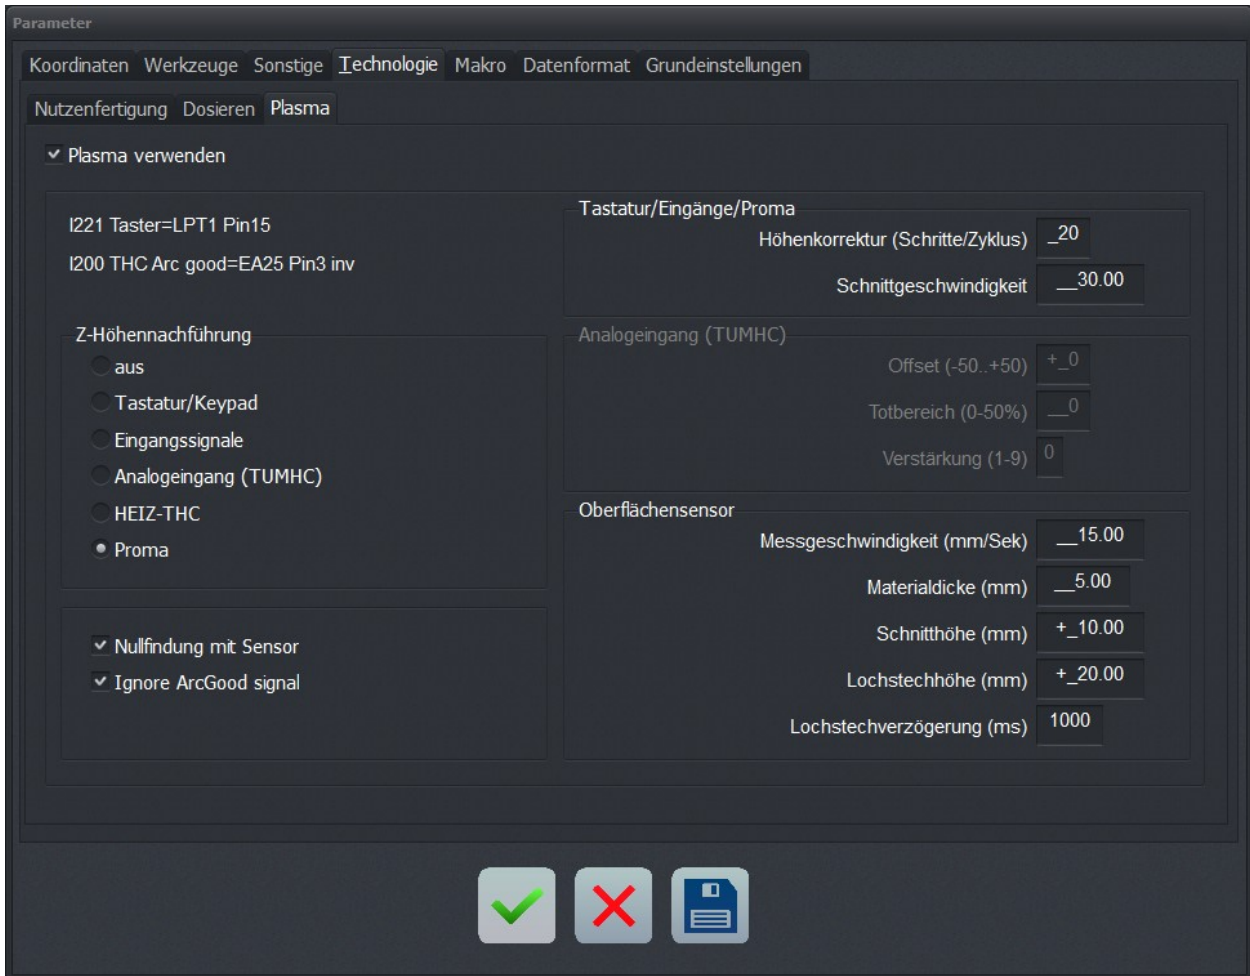 Parameter
Koordinaten Werkzeuge Sonstige Technologie Makro Datenformat Grundeinstellungen
Nutzenfertigung Dosieren Plasma
Plasma verwenden
I221 Taster=LPT1 Pin15
I200 THC Arc good=EA25 Pin3 inv
Z-Höhennachführung
aus
Tastatur/Keypad
Eingangssignale
Analogeingang (TUMHC)
HEIZ-THC
Proma
Nullfindung mit Sensor
Ignore ArcGood signal
Tastatur/Eingänge/Proma
Höhenkorrektur (Schritte/Zyklus) _20
Schnittgeschwindigkeit __30.00
Analogeingang (TUMHC)
Offset (-50..+50) +_0
Totbereich (0-50%) __0
Verstärkung (1-9) 0
Oberflächensensor
Messgeschwindigkeit (mm/Sek) __15.00
Materialdicke (mm) __5.00
Schnitthöhe (mm) +_10.00
Lochstechhöhe (mm) +_20.00
Lochstechverzögerung (ms) 1000